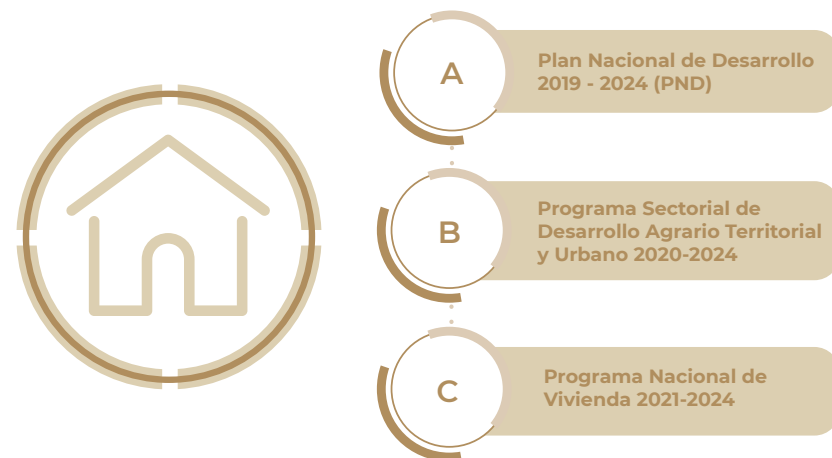 A
Plan Nacional de Desarrollo
2019 - 2024 (PND)
B
Programa Sectorial de
Desarrollo Agrario Territorial
y Urbano 2020-2024
C
Programa Nacional de
Vivienda 2021-2024